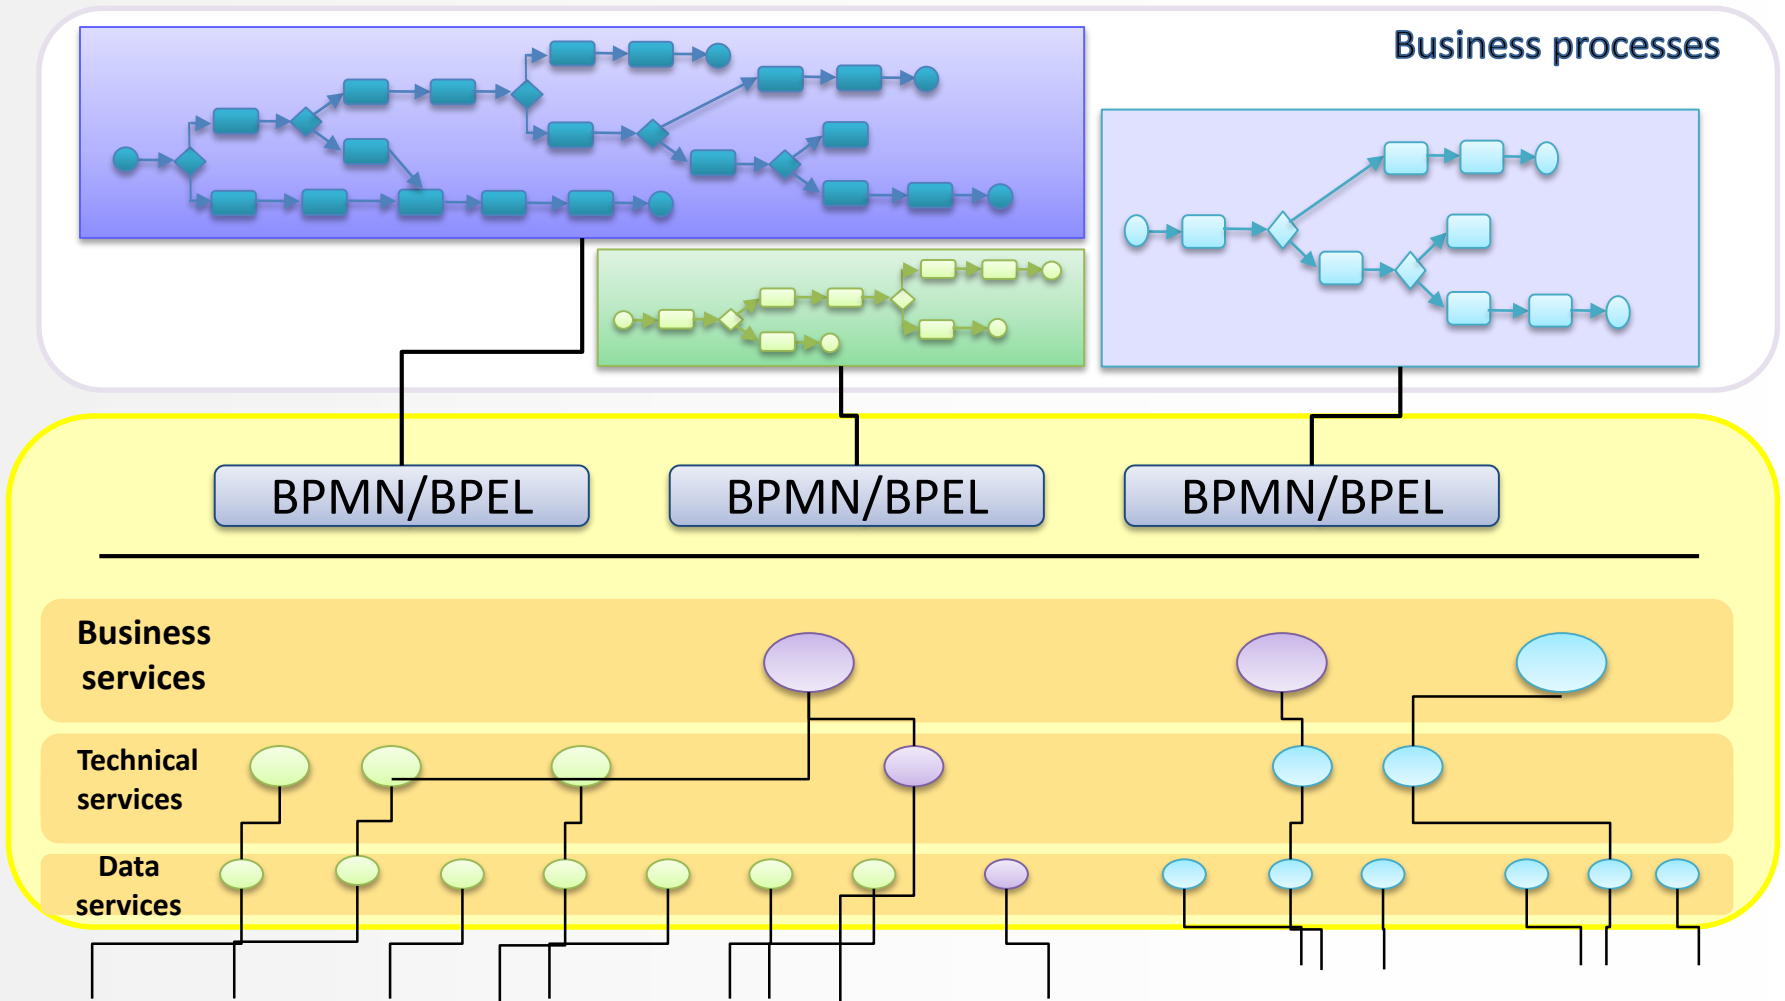 Business processes
BPMN/BPEL
BPMN/BPEL
BPMN/BPEL
Business
services
Technical
services
Data
services